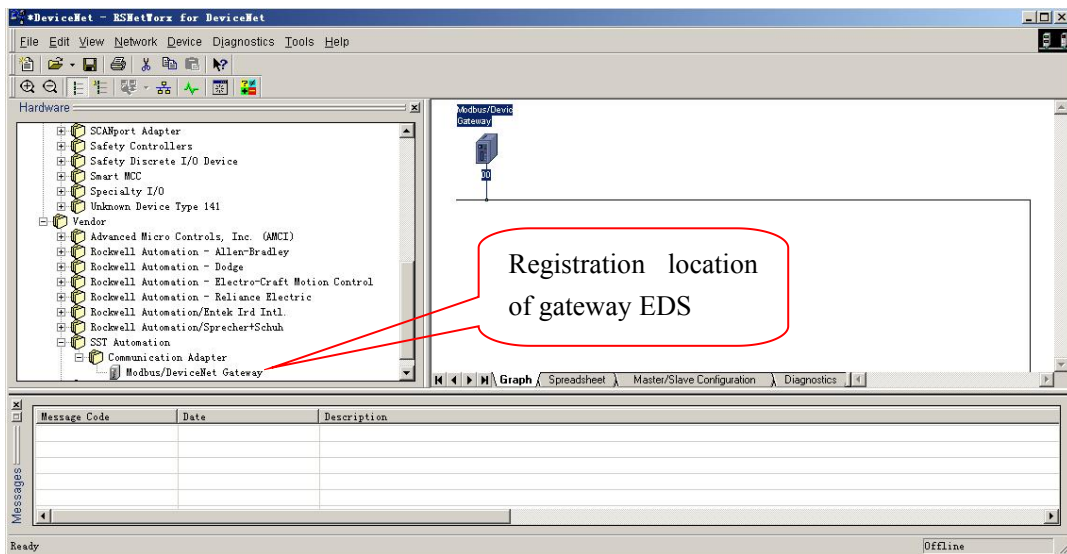 *DeviceNet - RSNetWorx for DeviceNet
File Edit View Network Device Diagnostics Tools Help
Hardware
SCANport Adapter
Safety Controllers
Safety Discrete I/O Device
Smart MCC
Specialty I/O
Unknown Device Type 141
Vendor
Advanced Micro Controls, Inc. (AMCI)
Rockwell Automation - Allen-Bradley
Rockwell Automation - Dodge
Rockwell Automation - Electro-Craft Motion Control
Rockwell Automation - Reliance Electric
Rockwell Automation/Entek Ird Intl.
Rockwell Automation/Sprecher+Schuh
SST Automation
Communication Adapter
Modbus/DeviceNet Gateway
Modbus/Devic
Gateway
00
Registration location
of gateway EDS
Graph Spreadsheet Master/Slave Configuration Diagnostics
Messages
Message Code Date Description
Ready Offline